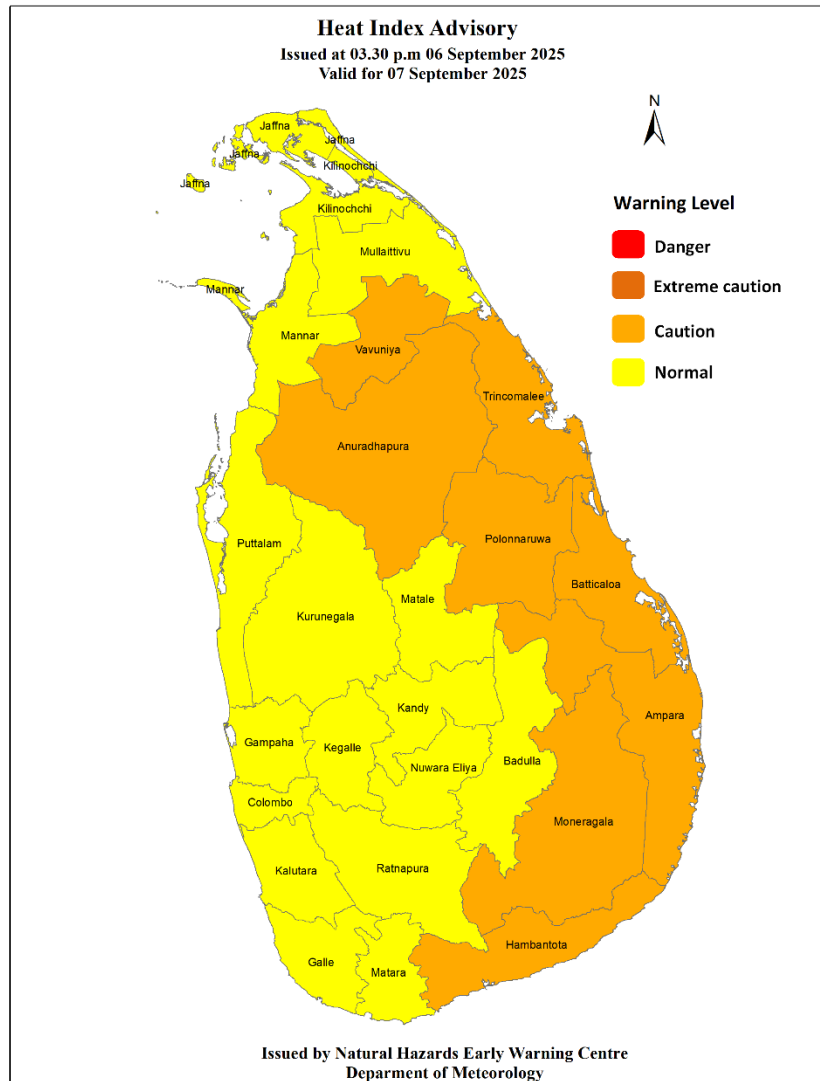 Heat Index Advisory
Issued at 03.30 p.m 06 September 2025
Valid for 07 September 2025
N
Jaffna
Jaffna
Jaffna
Kilinochchi
Jaffna
Kilinochchi
Warning Level
Danger
Extreme caution
Caution
Normal
Mullaittivu
Mannar
Mannar
Vavuniya
Trincomalee
Anuradhapura
Polonnaruwa
Puttalam
Batticaloa
Matale
Kurunegala
Kandy
Ampara
Gampaha
Kegalle
Nuwara Eliya
Badulla
Colombo
Moneragala
Kalutara
Ratnapura
Hambantota
Galle
Matara
Issued by Natural Hazards Early Warning Centre
Deparment of Meteorology